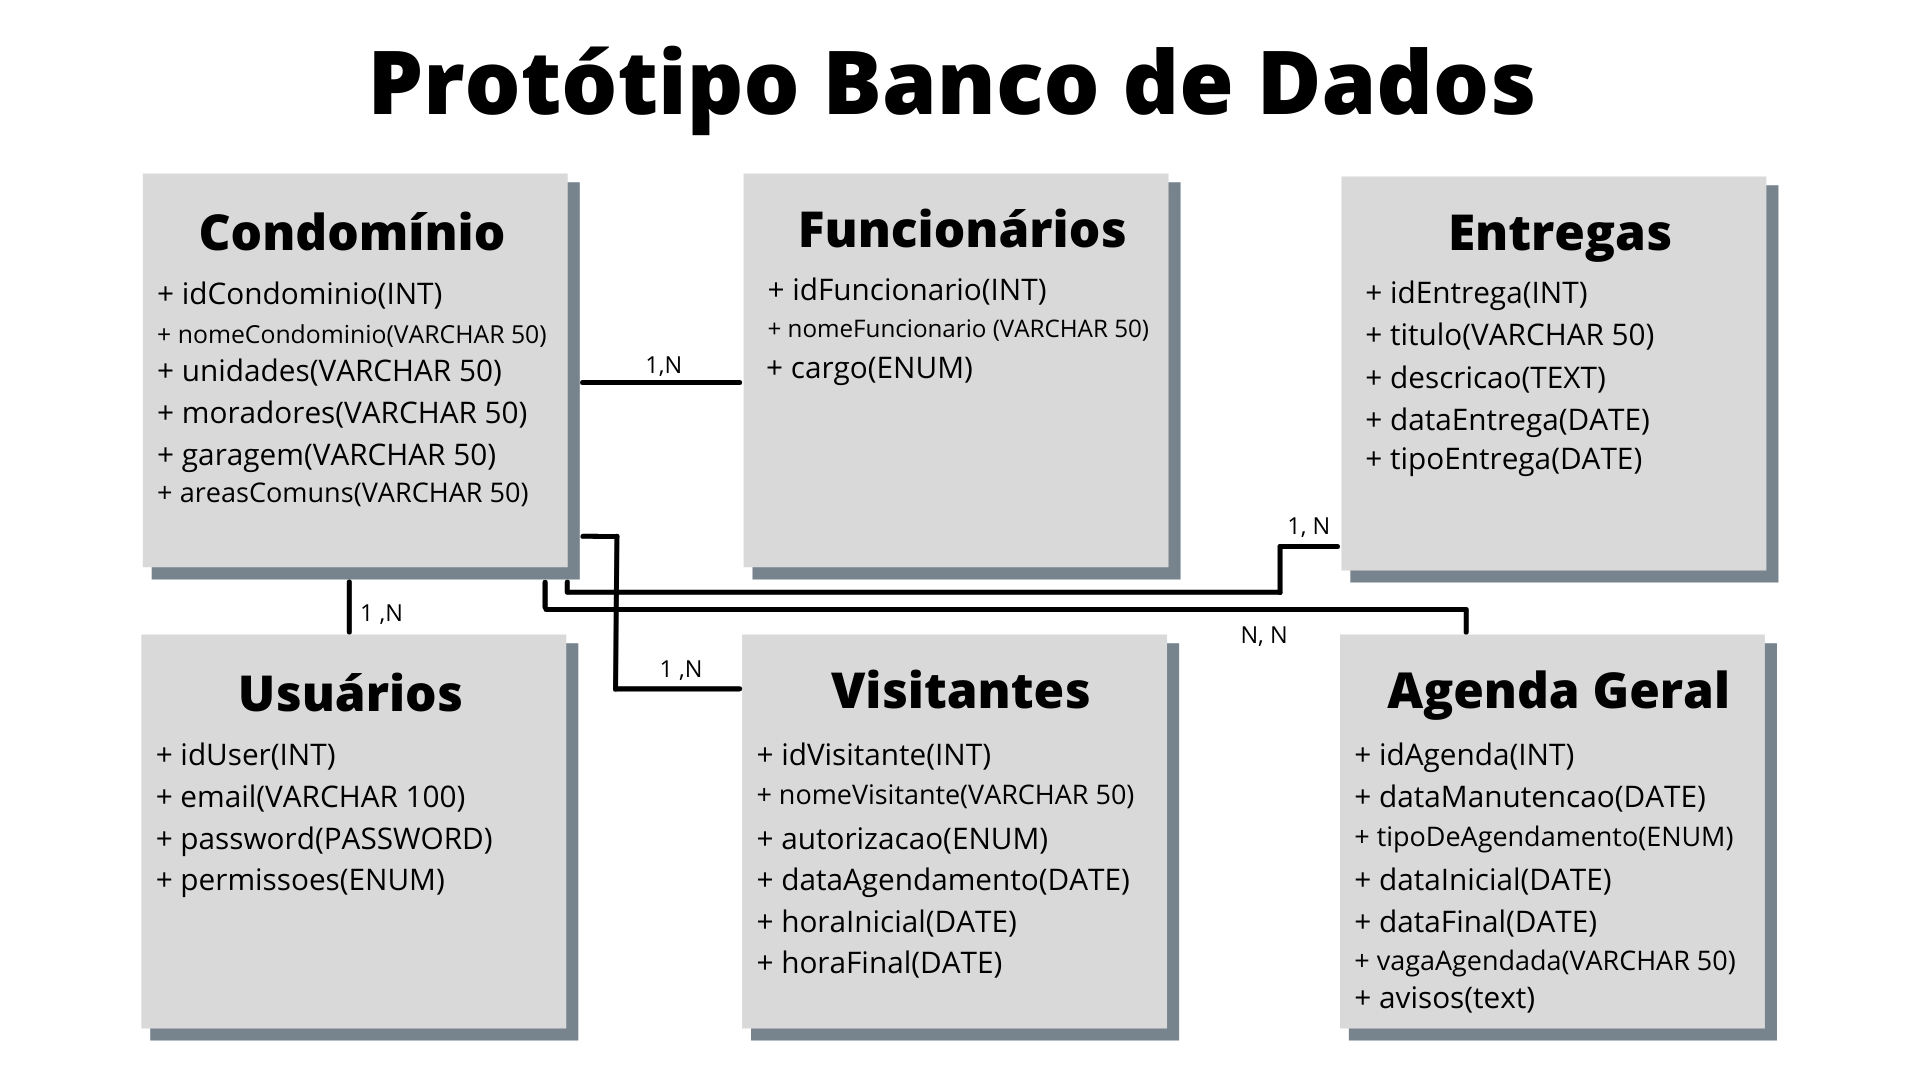 Protótipo Banco de Dados
Condomínio
+ idCondominio(INT)
+ nomeCondominio(VARCHAR 50)
+ unidades(VARCHAR 50)
+ moradores(VARCHAR 50)
+ garagem(VARCHAR 50)
+ areasComuns(VARCHAR 50)
1,N
Funcionários
+ idFuncionario(INT)
+ nomeFuncionario (VARCHAR 50)
+ cargo(ENUM)
Entregas
+ idEntrega(INT)
+ titulo(VARCHAR 50)
+ descricao(TEXT)
+ dataEntrega(DATE)
+ tipoEntrega(DATE)
1, N
1 ,N
1 ,N
N, N
Usuários
+ idUser(INT)
+ email(VARCHAR 100)
+ password(PASSWORD)
+ permissoes(ENUM)
Visitantes
+ idVisitante(INT)
+ nomeVisitante(VARCHAR 50)
+ autorizacao(ENUM)
+ dataAgendamento(DATE)
+ horaInicial(DATE)
+ horaFinal(DATE)
Agenda Geral
+ idAgenda(INT)
+ dataManutencao(DATE)
+ tipoDeAgendamento(ENUM)
+ dataInicial(DATE)
+ dataFinal(DATE)
+ vagaAgendada(VARCHAR 50)
+ avisos(text)